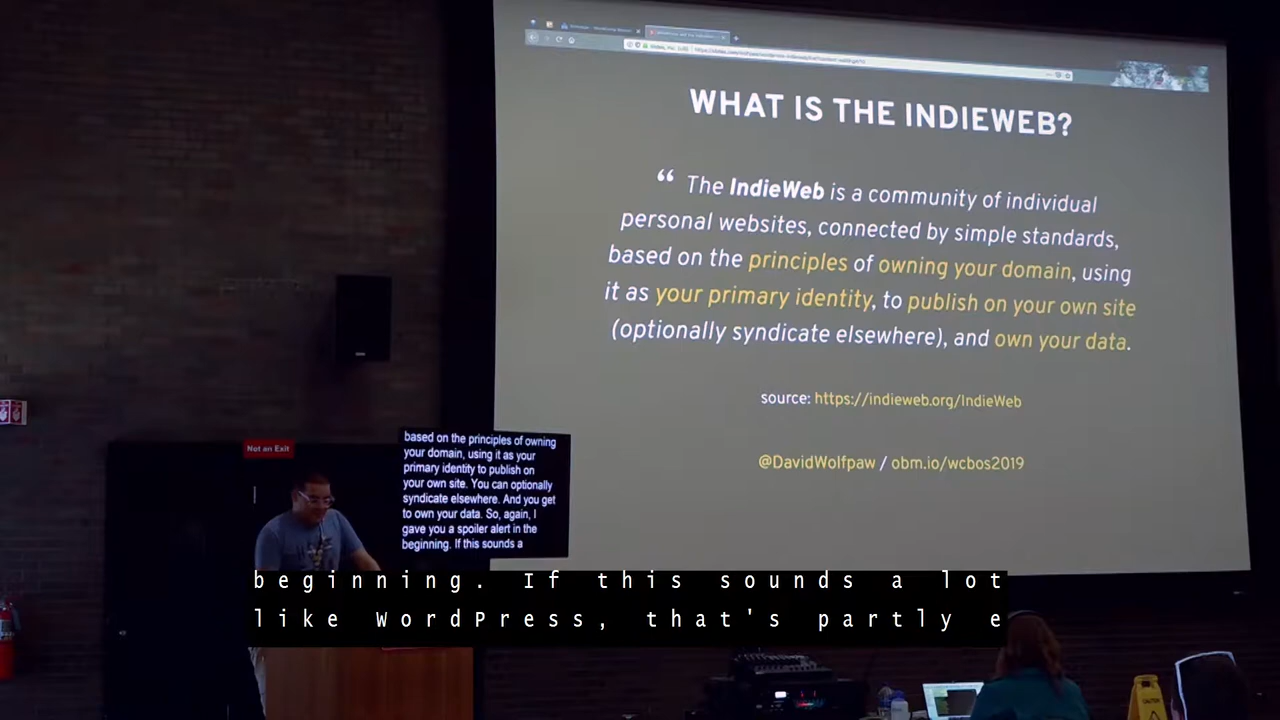 WHAT IS THE INDIEWEB?
“ The IndieWeb is a community of individual
personal websites, connected by simple standards,
based on the principles of owning your domain, using
it as your primary identity, to publish on your own site
(optionally syndicate elsewhere), and own your data.
source: https://indieweb.org/IndieWeb
@DavidWolfpaw / obm.io/wcbos2019
Not an Exit
based on the principles of owning
your domain, using it as your
primary identity to publish on
your own site. You can optionally
syndicate elsewhere. And you get
to own your data. So, again, I
gave you a spoiler alert in the
beginning. If this sounds a
beginning. If this sounds a lot
like WordPress, that's partly e
CAUTION